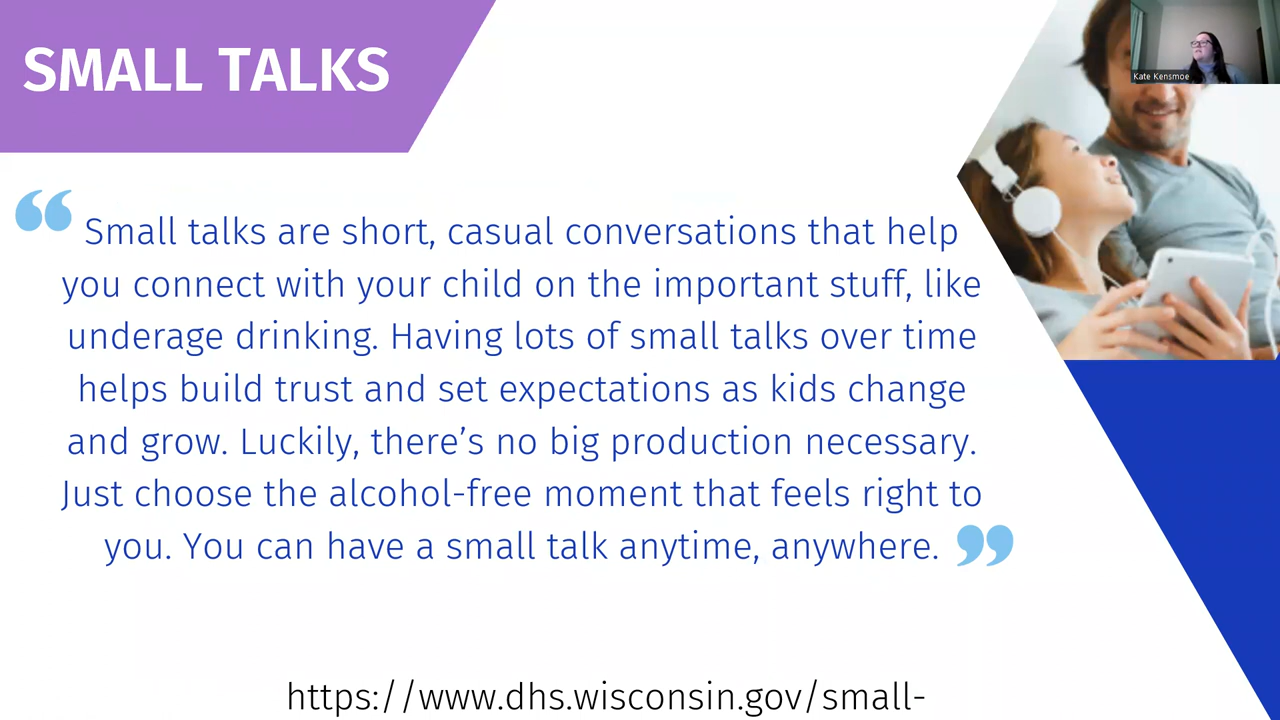 SMALL TALKS
Kate Kensmoe
“ Small talks are short, casual conversations that help
you connect with your child on the important stuff, like
underage drinking. Having lots of small talks over time
helps build trust and set expectations as kids change
and grow. Luckily, there’s no big production necessary.
Just choose the alcohol-free moment that feels right to
you. You can have a small talk anytime, anywhere. ”
https://www.dhs.wisconsin.gov/small-